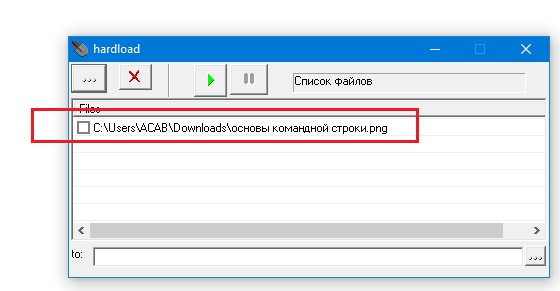 hardload
...
Список файлов
Files
C:\Users\ACAB\Downloads\основы командной строки.png
to:
...